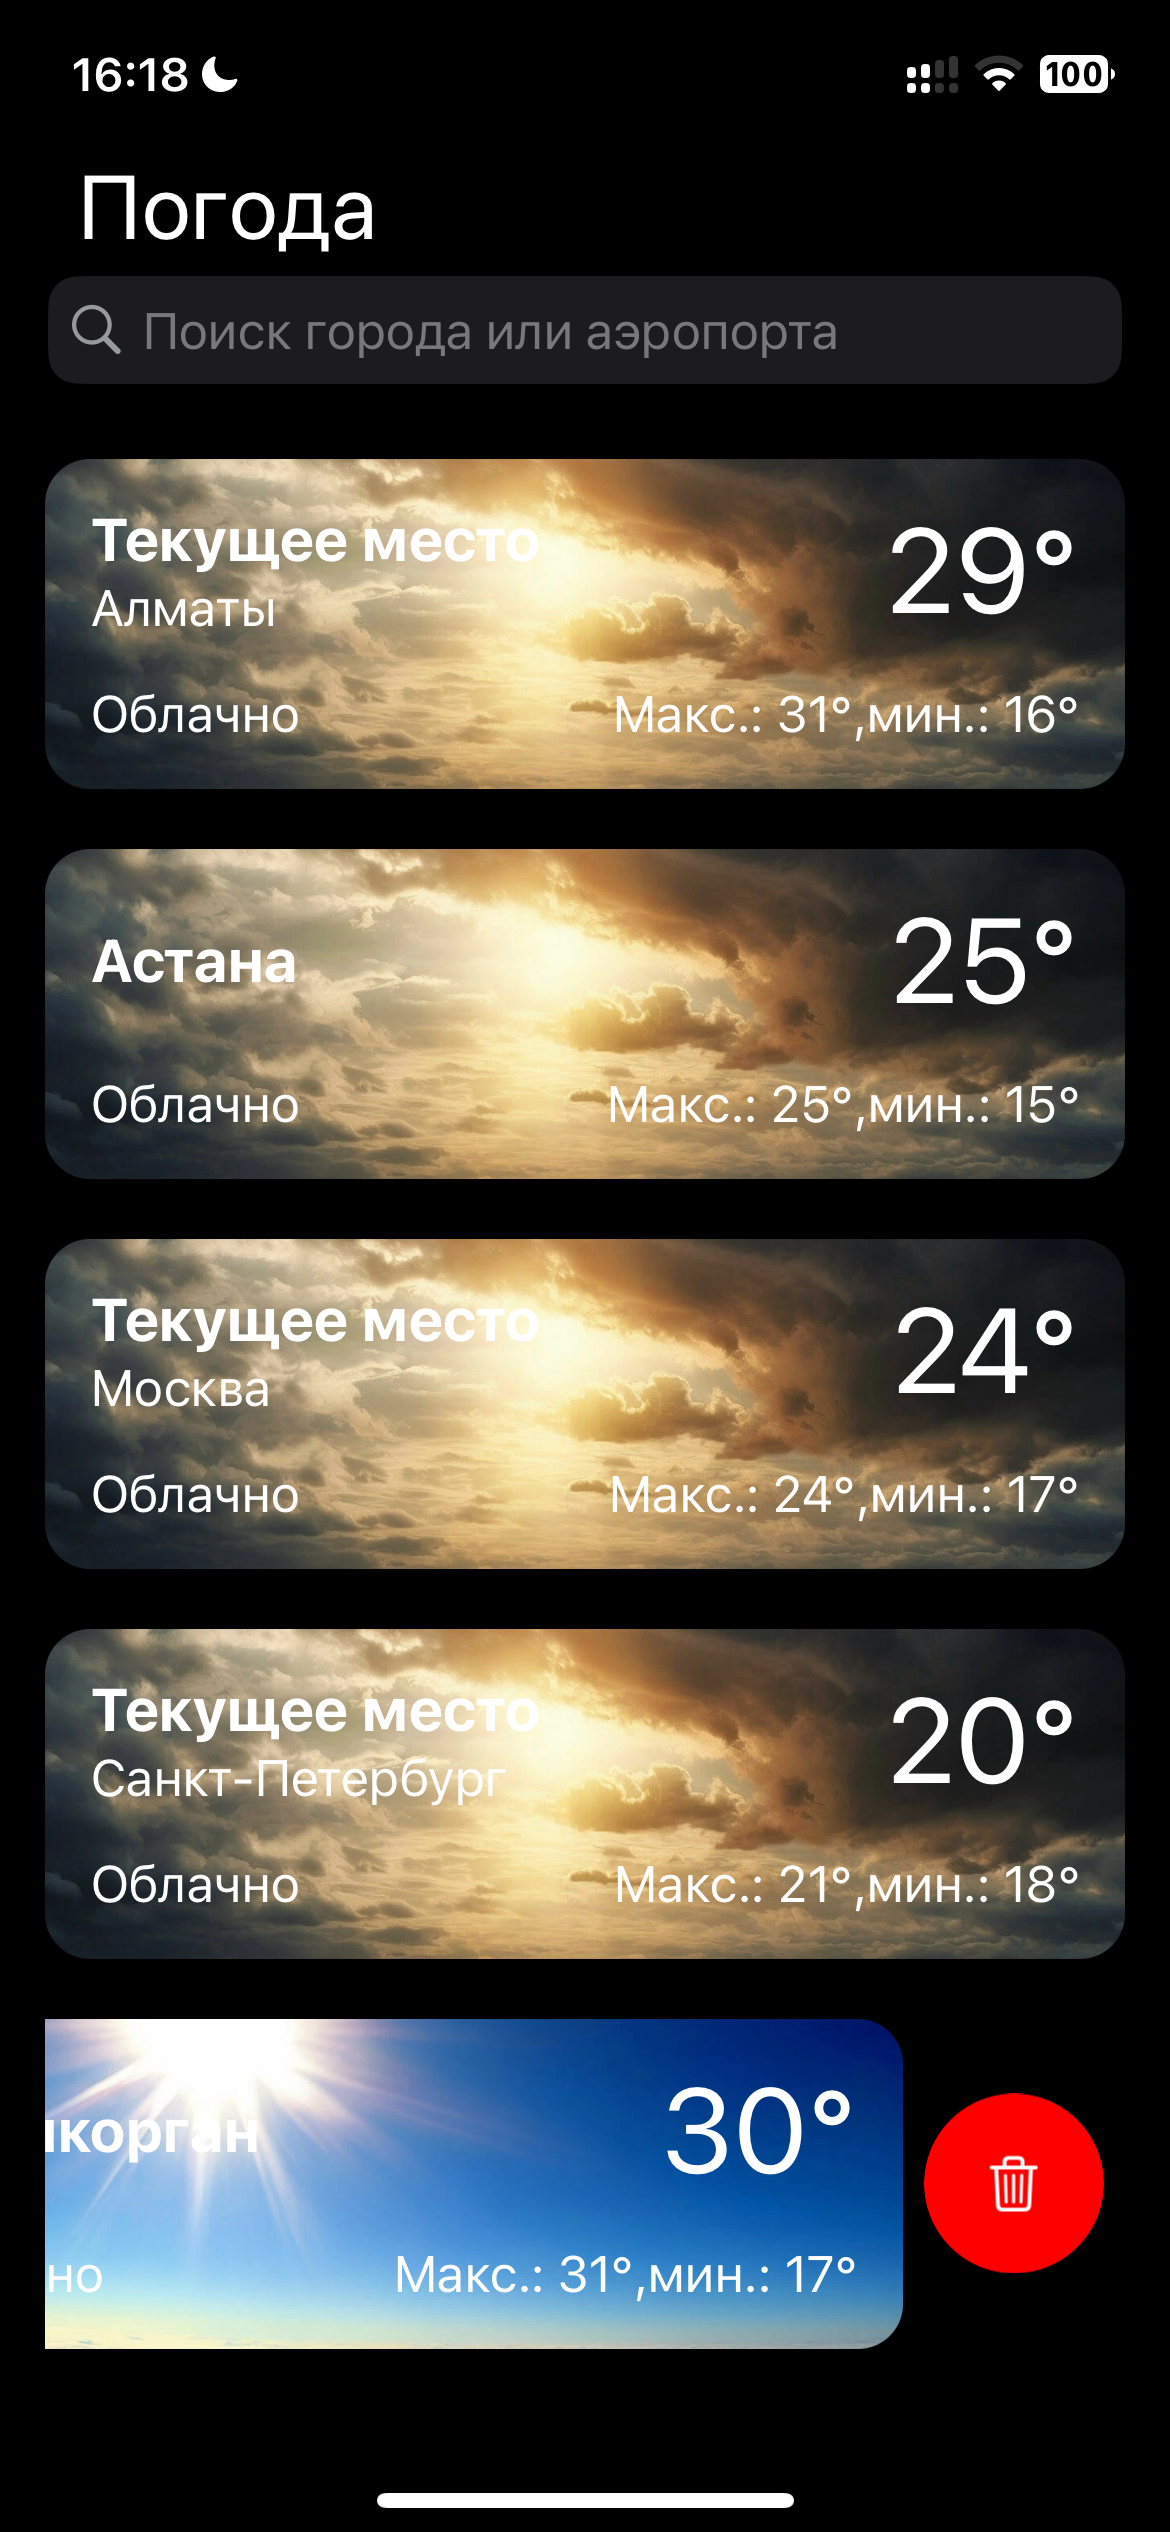 16:18
100
Погода
Поиск города или аэропорта
Текущее место
29°
Алматы
Облачно
Макс.: 31°,мин.: 16°
Астана
25°
Облачно
Макс.: 25°,мин.: 15°
Текущее место
24°
Москва
Облачно
Макс.: 24°,мин.: 17°
Текущее место
20°
Санкт-Петербург
Облачно
Макс.: 21°,мин.: 18°
30°
Макс.: 31°,мин.: 17°